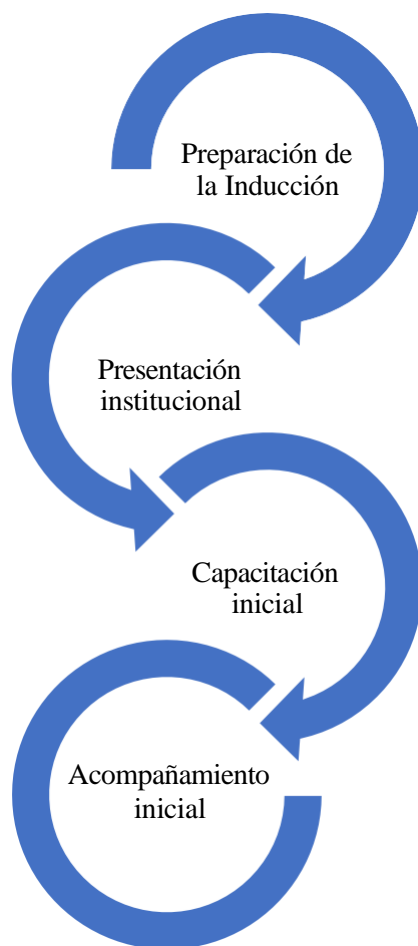 Preparación de
la Inducción
Presentación
institucional
Capacitación
inicial
Acompañamiento
inicial